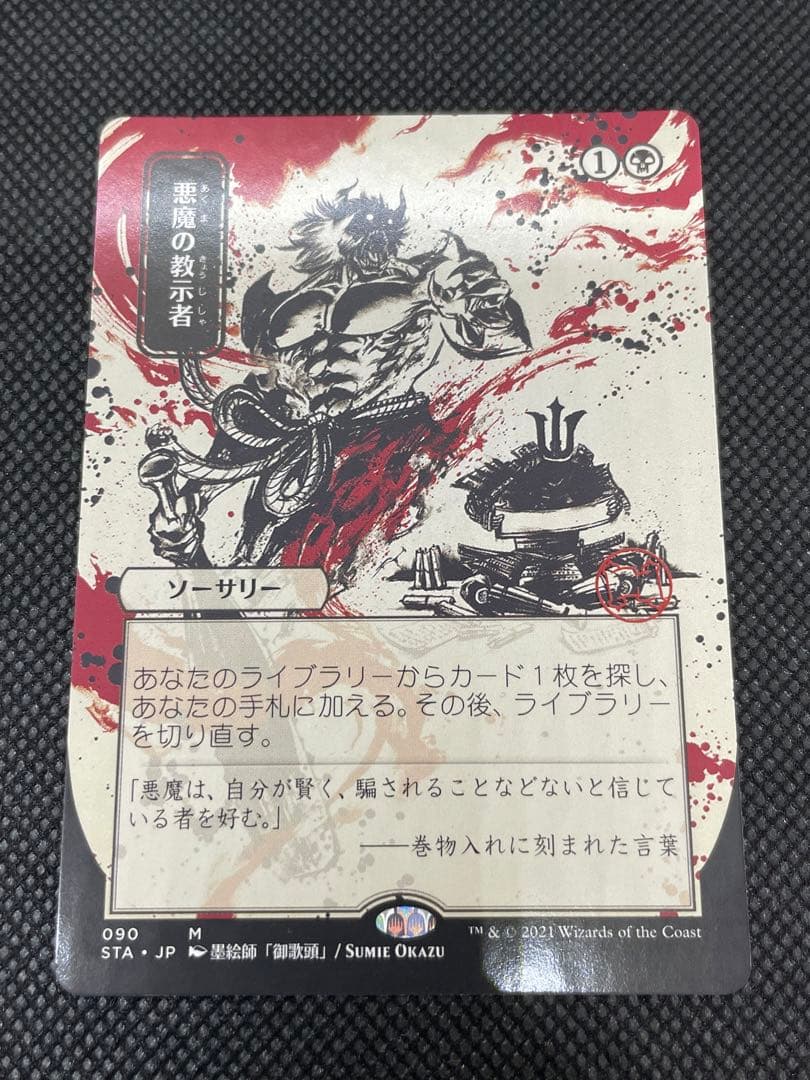 悪魔の教示者
あくま きょうじしゃ
1
ソーサリー
あなたのライブラリーからカード1枚を探し、
あなたの手札に加える。その後、ライブラリー
を切り直す。
「悪魔は、自分が賢く、騙されることなどないと信じて
いる者を好む。」
――巻物入れに刻まれた言葉
090 M
STA・JP 墨絵師「御歌頭」/ SUMIE OKAZU
™ & © 2021 Wizards of the Coast